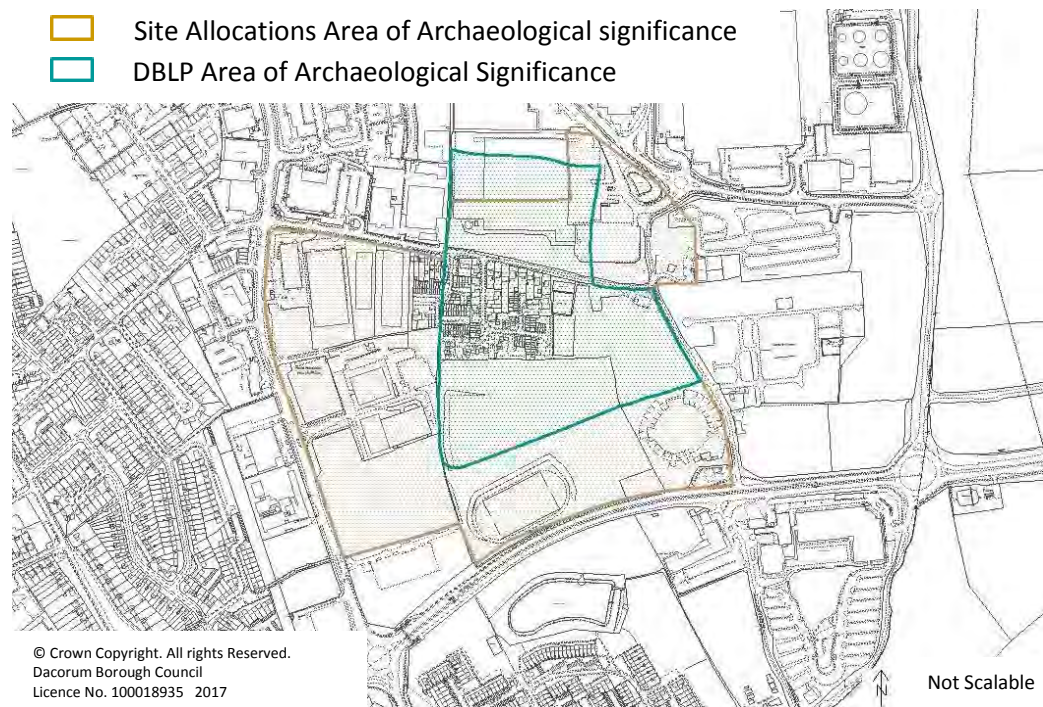 Site Allocations Area of Archaeological significance
DBLP Area of Archaeological Significance
© Crown Copyright. All rights Reserved.
Dacorum Borough Council
Licence No. 100018935 2017
N
Not Scalable